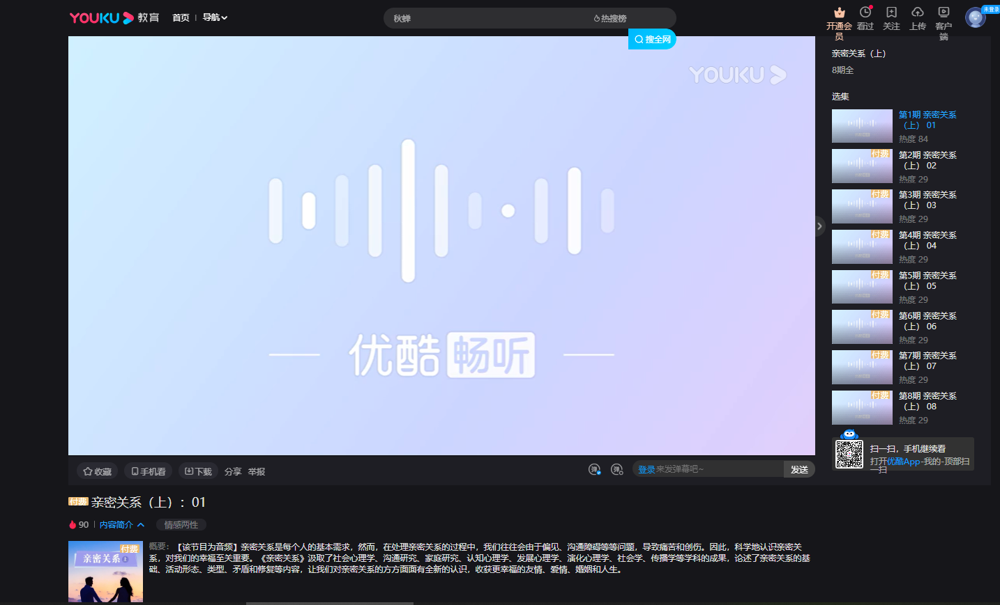 YOUKU 教育 首页 导航 秋蝉 热搜榜 搜全网 开通会员 看过 关注 上传 客户端 未登录
YOUKU
优酷畅听
亲密关系（上）
8期全
选集
第1期 亲密关系
（上） 01
热度 84
付费
第2期 亲密关系
（上） 02
热度 29
付费
第3期 亲密关系
（上） 03
热度 29
付费
第4期 亲密关系
（上） 04
热度 29
付费
第5期 亲密关系
（上） 05
热度 29
付费
第6期 亲密关系
（上） 06
热度 29
付费
第7期 亲密关系
（上） 07
热度 29
付费
第8期 亲密关系
（上） 08
热度 29
扫一扫，手机继续看
打开优酷App-我的-顶部扫
一扫
收藏 手机看 下载 分享 举报 弹 弹 登录来发弹幕吧~ 发送
付费 亲密关系（上）：01
90 内容简介 情感两性
付费
亲密关系 上
概要： 【该节目为音频】亲密关系是每个人的基本需求，然而，在处理亲密关系的过程中，我们往往会由于偏见、沟通障碍等等问题，导致痛苦和创伤。因此，科学地认识亲密关
系，对我们的幸福至关重要。《亲密关系》汲取了社会心理学、沟通研究、家庭研究、认知心理学、发展心理学、演化心理学、社会学、传播学等学科的成果，论述了亲密关系的基
础、活动形态、类型、矛盾和修复等内容，让我们对亲密关系的方方面面有全新的认识，收获更幸福的友情、爱情、婚姻和人生。